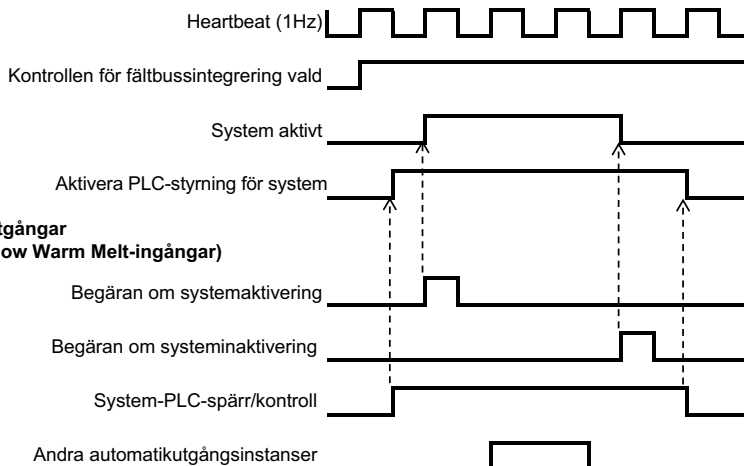 Heartbeat (1Hz)
Kontrollen för fältbussintegrering vald
System aktivt
Aktivera PLC-styrning för system
tgångar
ow Warm Melt-ingångar)
Begäran om systemaktivering
Begäran om systeminaktivering
System-PLC-spärr/kontroll
Andra automatikutgångsinstanser